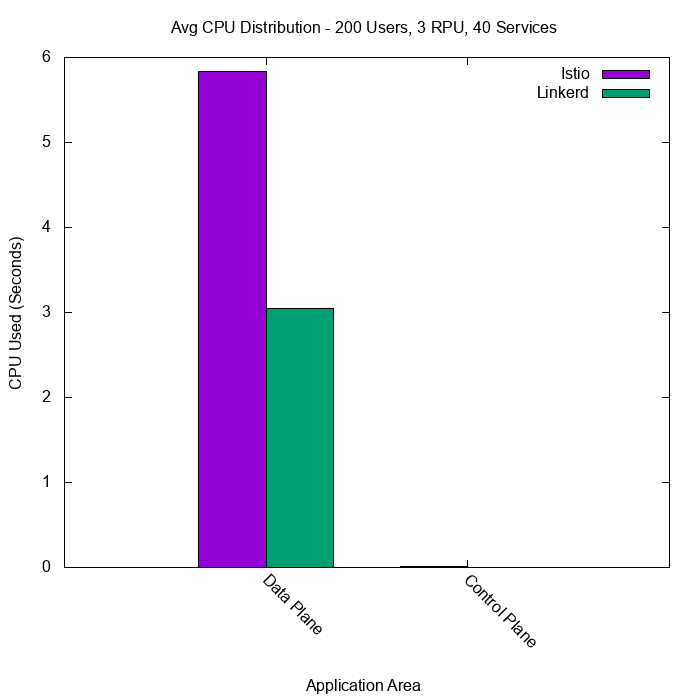 Avg CPU Distribution - 200 Users, 3 RPU, 40 Services
Istio
Linkerd
6
5
4
3
2
1
0
CPU Used (Seconds)
Data Plane
Control Plane
Application Area